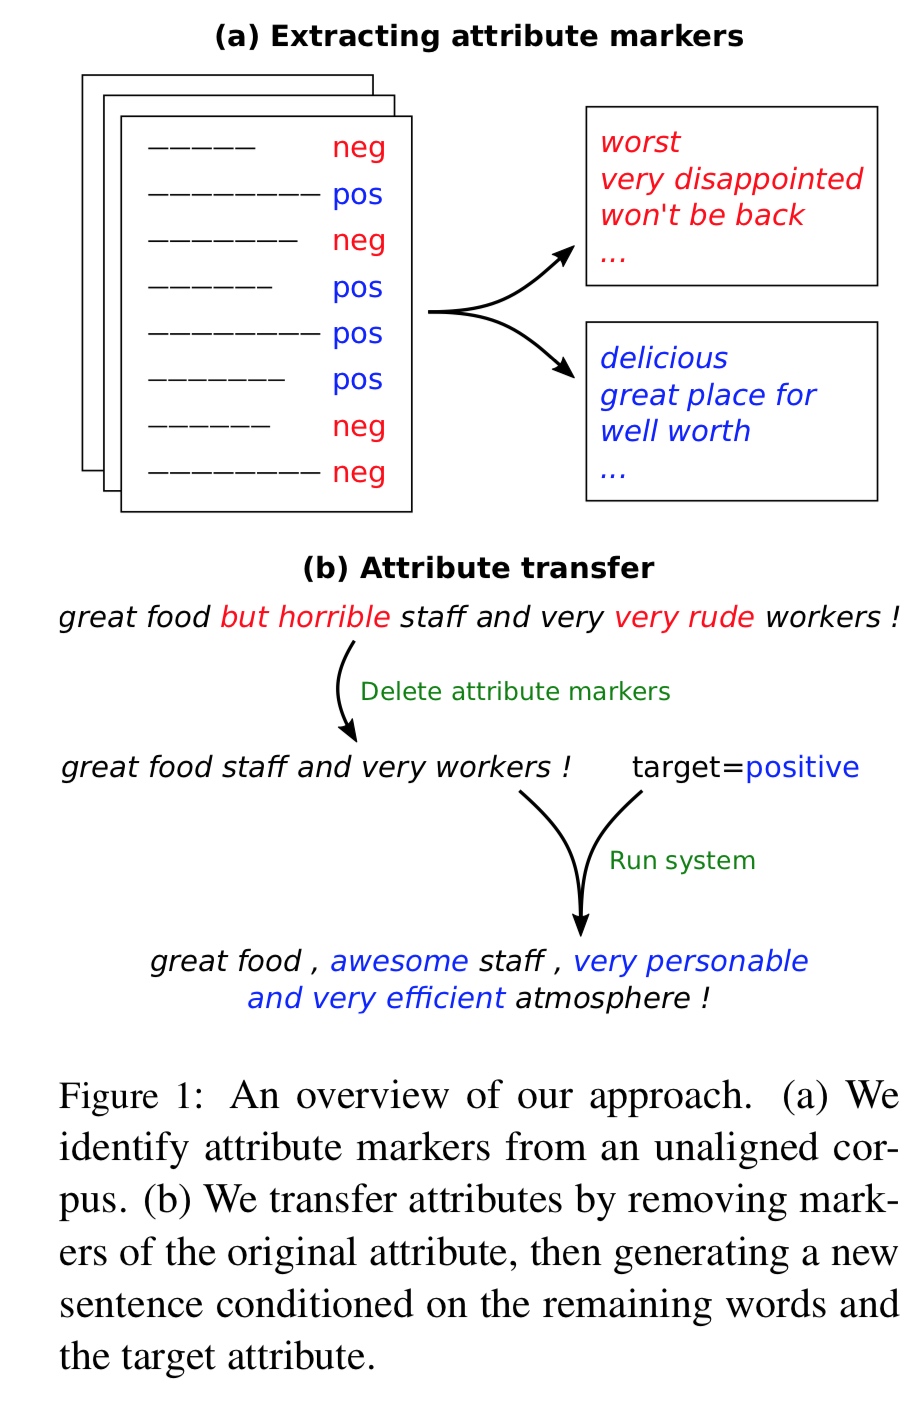 (a) Extracting attribute markers
neg
pos
neg
pos
pos
pos
neg
neg
worst
very disappointed
won't be back
...
delicious
great place for
well worth
...
(b) Attribute transfer
great food but horrible staff and very very rude workers !
Delete attribute markers
great food staff and very workers !
target=positive
Run system
great food , awesome staff , very personable
and very efficient atmosphere !
Figure 1: An overview of our approach. (a) We
identify attribute markers from an unaligned cor-
pus. (b) We transfer attributes by removing mark-
ers of the original attribute, then generating a new
sentence conditioned on the remaining words and
the target attribute.